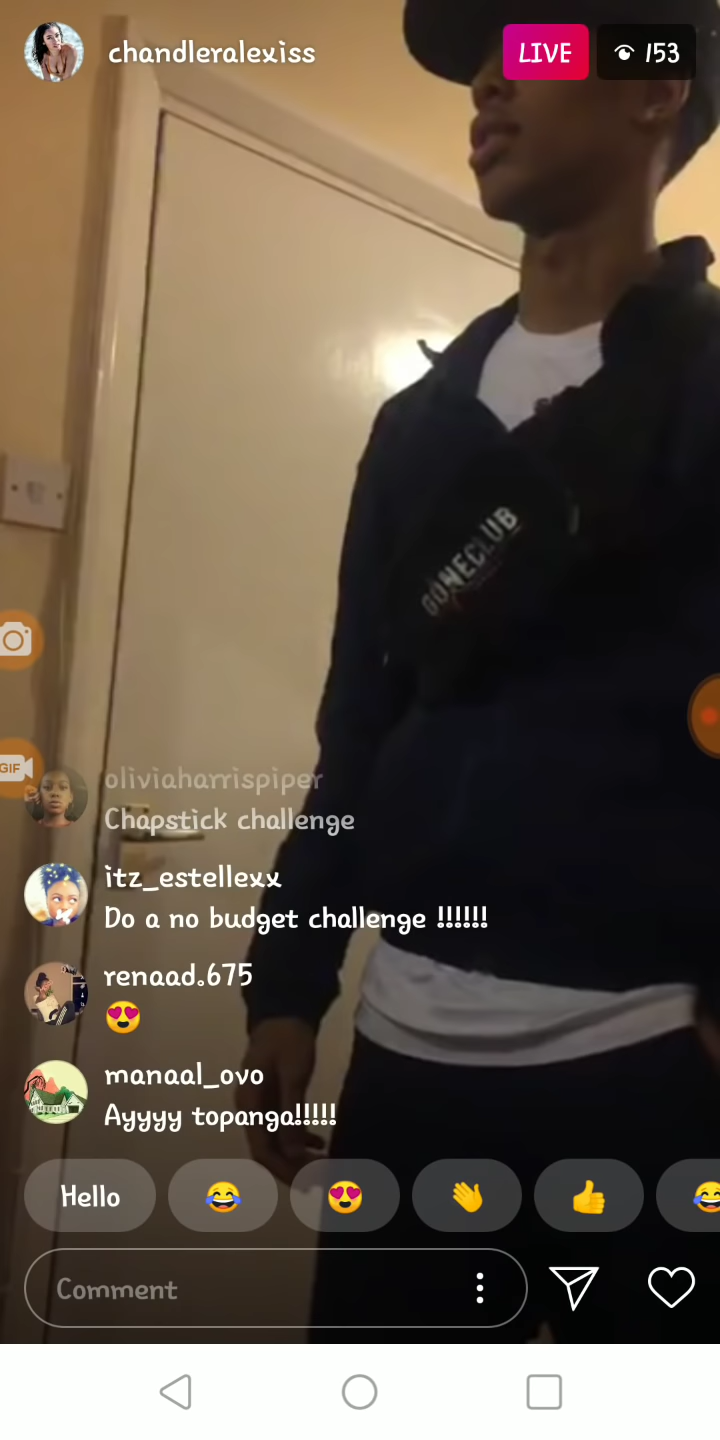 chandleralexiss
LIVE
153
GONECLUB
GIF
oliviaharrispiper
Chapstick challenge
itz_estellexx
Do a no budget challenge !!!!!!
renaad.675
😍
manaal_ovo
Ayyyy topanga!!!!!
Hello
😂 😍 👋 👍 😂
Comment